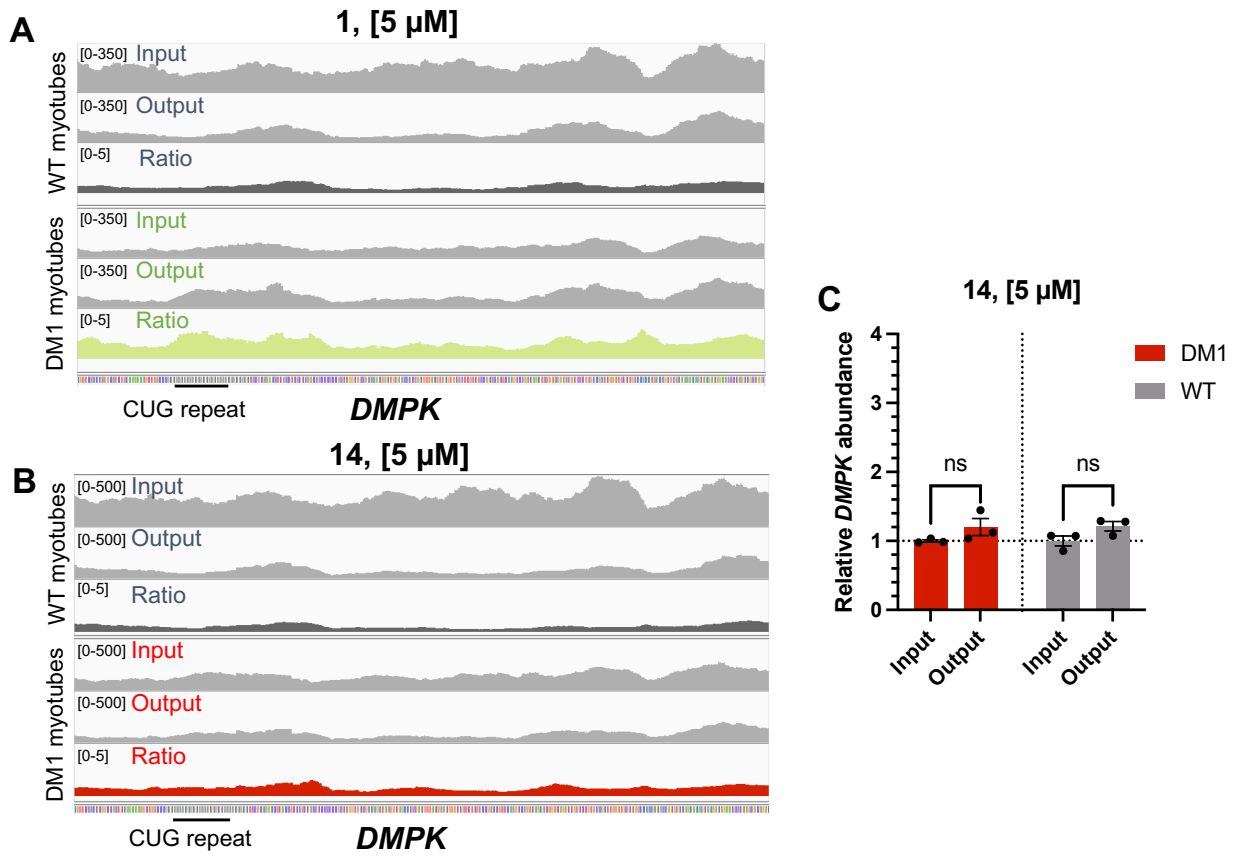 A
1, [5 µM]
WT myotubes
[0-350] Input
[0-350] Output
[0-5] Ratio
DM1 myotubes
[0-350] Input
[0-350] Output
[0-5] Ratio
CUG repeat
DMPK
B
14, [5 µM]
WT myotubes
[0-500] Input
[0-500] Output
[0-5] Ratio
DM1 myotubes
[0-500] Input
[0-500] Output
[0-5] Ratio
CUG repeat
DMPK
C
14, [5 µM]
Relative DMPK abundance
4
3
2
1
0
ns
ns
Input
Output
Input
Output
DM1
WT